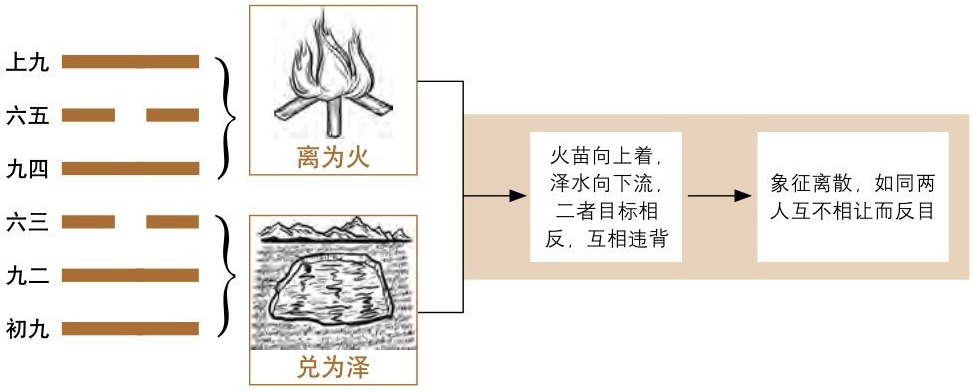 上九
六五
九四
六三
九二
初九
离为火
兑为泽
火苗向上着，
泽水向下流，
二者目标相
反，互相违背
象征离散，如同两
人互不相让而反目